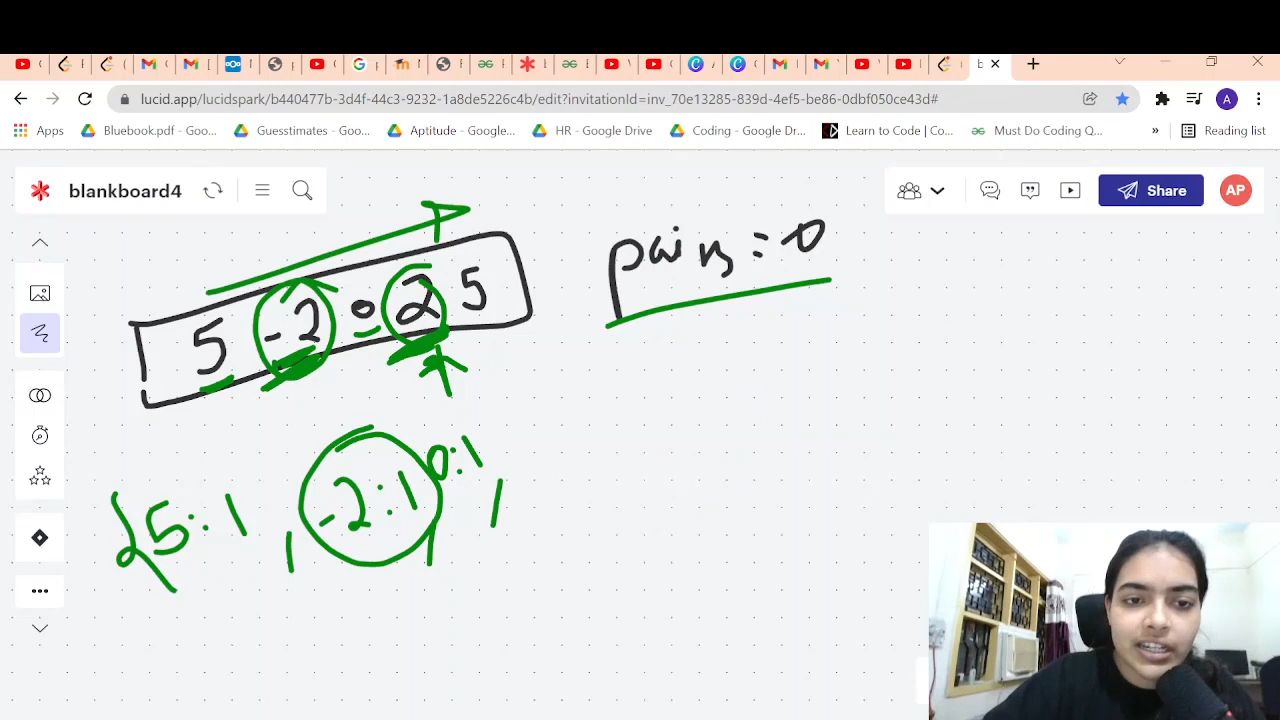 lucid.app/lucidspark/b440477b-3d4f-44c3-9232-1a8de5226c4b/edit?invitationId=inv_70e13285-839d-4ef5-be86-0dbf050ce43d#
A
Apps Bluebook.pdf - Goo... Guesstimates - Goo... Aptitude - Google... HR - Google Drive Coding - Google Dr... Learn to Code | Co... Must Do Coding Q... » Reading list
blankboard4 Share AP
pairs = 0
5 -2 0 2 5
{ 5 : 1 | -2 : 1 | 0 : 1 |